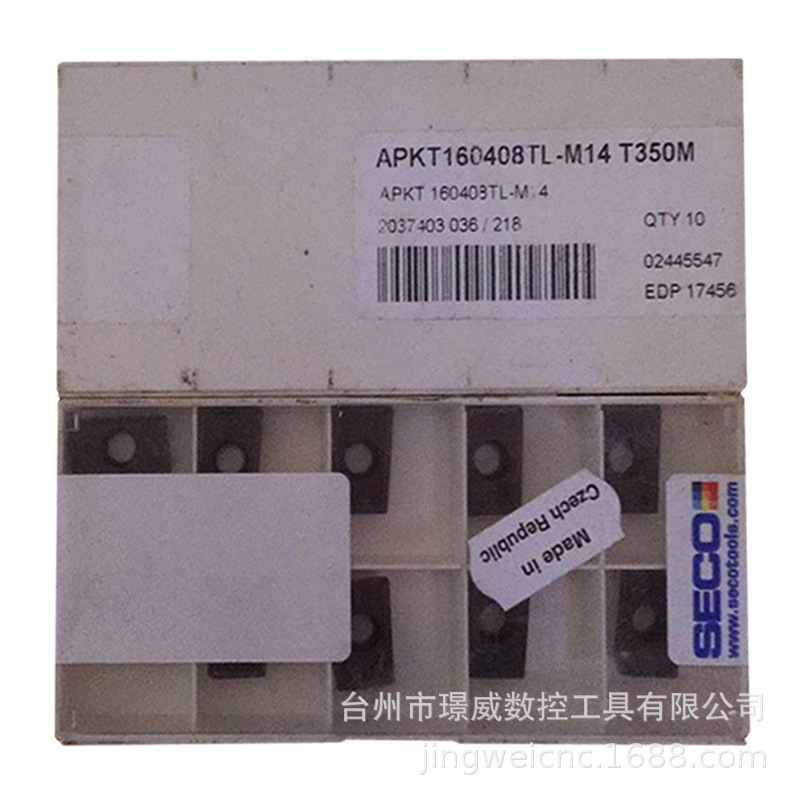 APKT160408TL-M14 T350M
APKT 160408TL-M14
2037403 036 / 218 QTY 10
02445547
EDP 17456
Made in
Czech Republic
SECO
www.secotools.com
台州市璟威数控工具有限公司
jingweicnc.1688.com